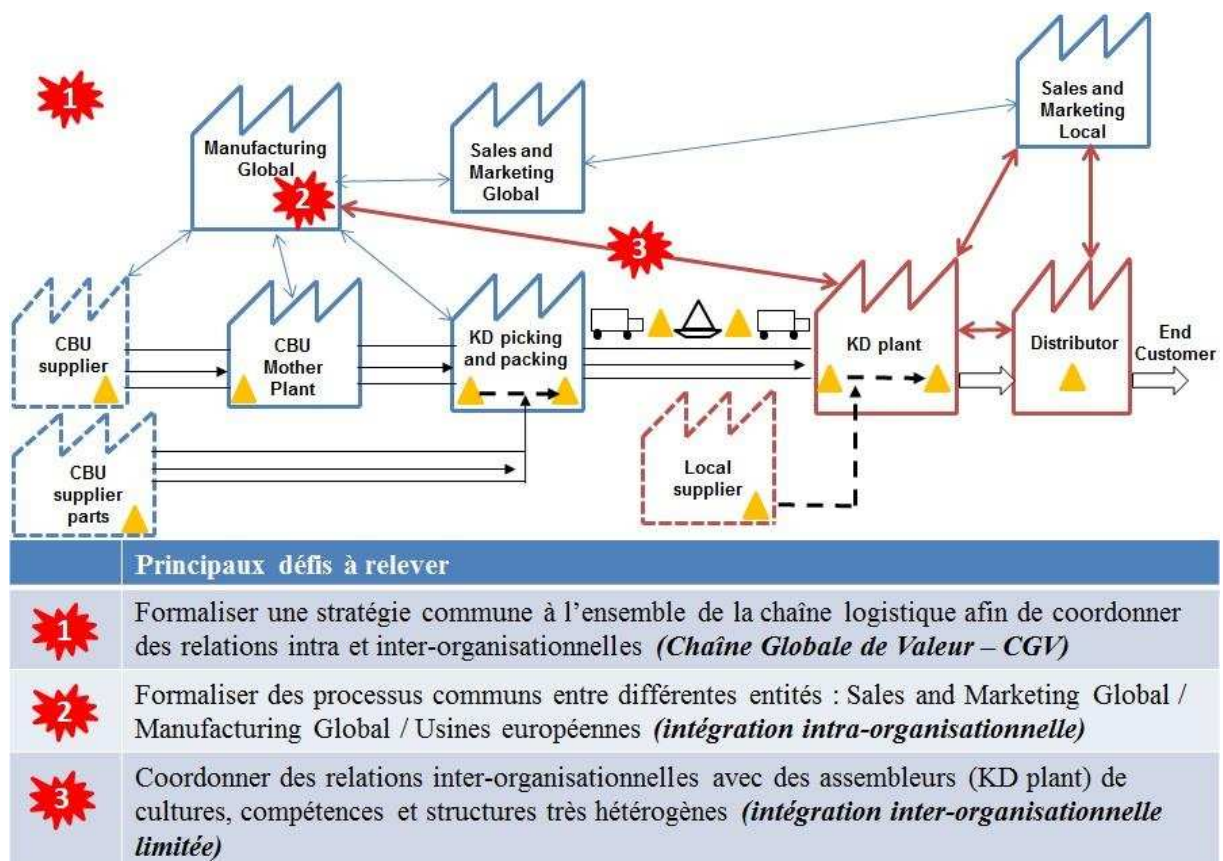 1
Manufacturing
Global
2
Sales and
Marketing
Global
Sales and
Marketing
Local
3
CBU
supplier
CBU
Mother
Plant
KD picking
and packing
KD plant
Distributor
End
Customer
CBU
supplier
parts
Local
supplier
Principaux défis à relever
1
Formaliser une stratégie commune à l’ensemble de la chaîne logistique afin de coordonner
des relations intra et inter-organisationnelles (Chaîne Globale de Valeur – CGV)
2
Formaliser des processus communs entre différentes entités : Sales and Marketing Global /
Manufacturing Global / Usines européennes (intégration intra-organisationnelle)
3
Coordonner des relations inter-organisationnelles avec des assembleurs (KD plant) de
cultures, compétences et structures très hétérogènes (intégration inter-organisationnelle
limitée)